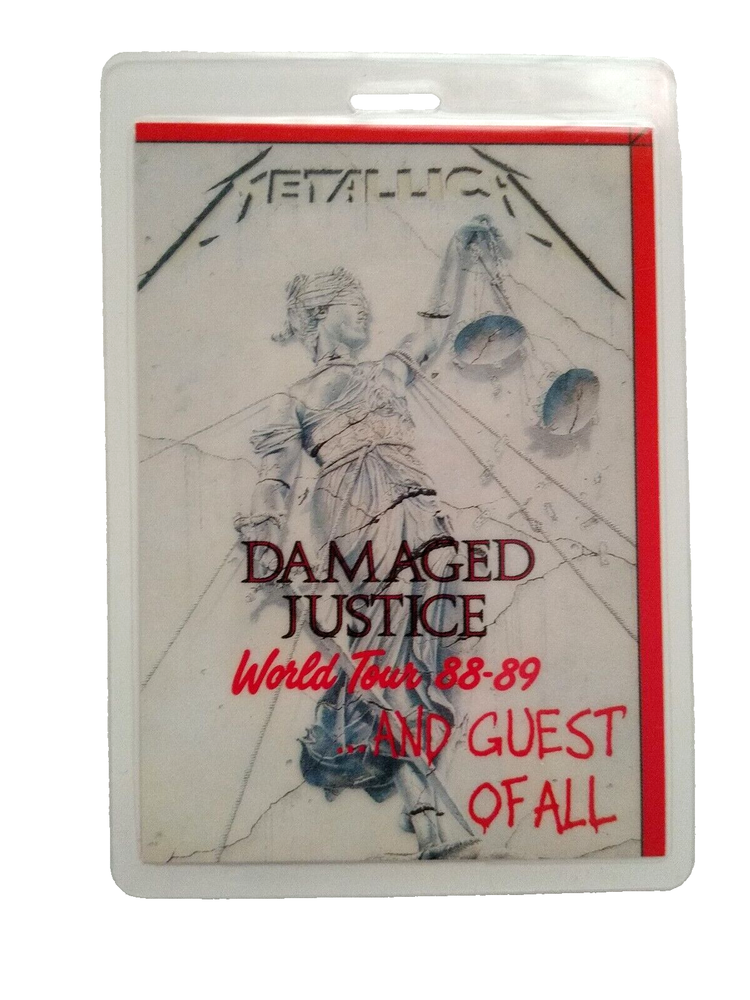 METALLICA
DAMAGED
JUSTICE
World Tour 88-89
...AND GUEST
OF ALL